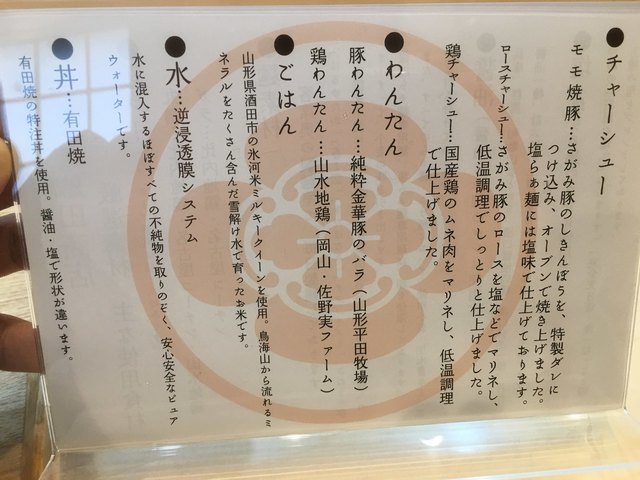 ●チャーシュー
モモ焼豚…さがみ豚のしきんぼうを、特製ダレに
つけ込み、オーブンで焼き上げました。
塩らぁ麺には塩味で仕上げております。
ロースチャーシュー…さがみ豚のロースを塩などでマリネし、
低温調理でしっとりと仕上げました。
鶏チャーシュー…国産鶏のムネ肉をマリネし、低温調理
で仕上げました。
●わんたん
豚わんたん…純粋金華豚のバラ(山形平田牧場)
鶏わんたん…山水地鶏(岡山・佐野実ファーム)
●ごはん
山形県酒田市の氷河米ミルキークィーンを使用。鳥海山から流れるミ
ネラルをたくさん含んだ雪解け水で育ったお米です。
●水…逆浸透膜システム
水に混入するほぼすべての不純物を取りのぞく、安心安全なピュア
ウォーターです。
●丼…有田焼
有田焼の特注丼を使用。醤油・塩で形状が違います。